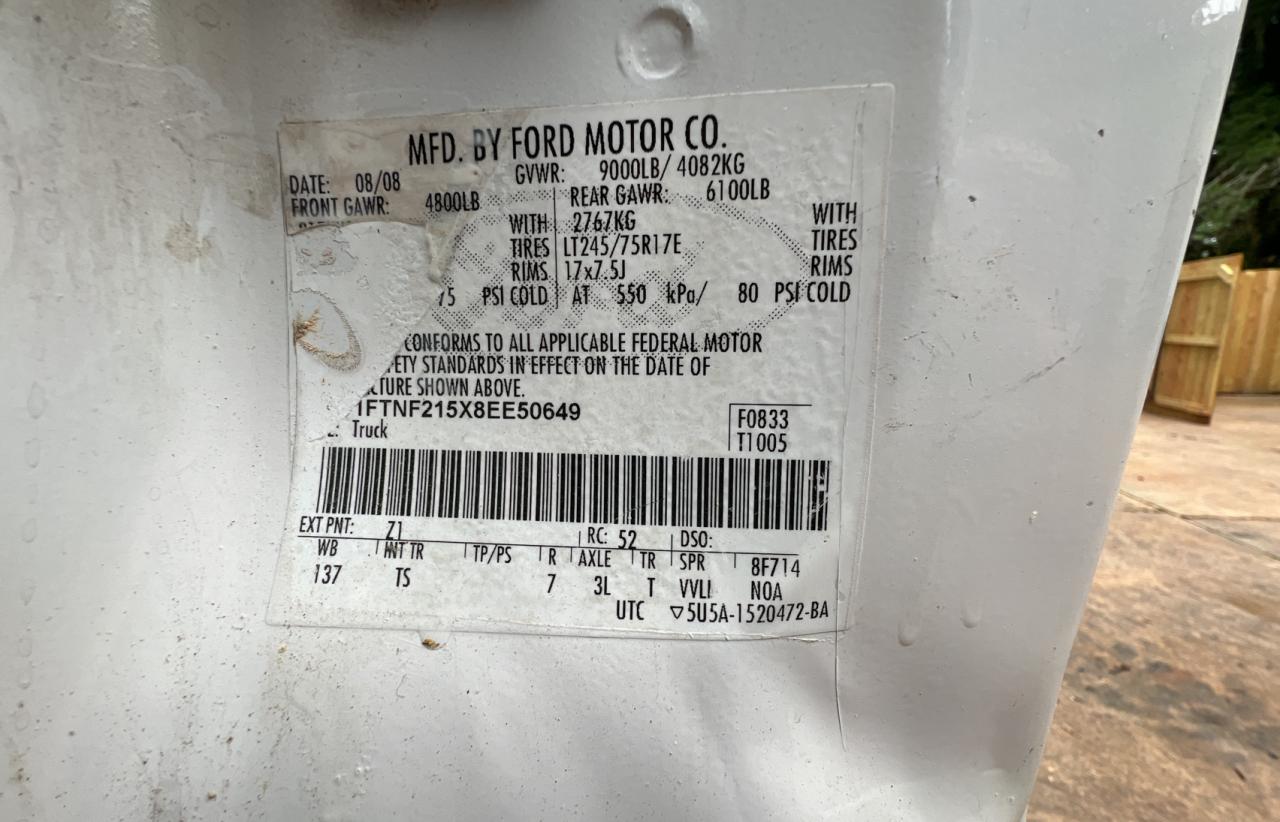 MFD. BY FORD MOTOR CO.
DATE: 08/08 GVWR: 9000LB/ 4082KG
FRONT GAWR: 4800LB REAR GAWR: 6100LB
WITH 2767KG WITH
TIRES LT245/75R17E TIRES
RIMS 17x7.5J RIMS
PSI COLD AT 550 kPa/ 80 PSI COLD
CONFORMS TO ALL APPLICABLE FEDERAL MOTOR
STANDARDS IN EFFECT ON THE DATE OF
SHOWN ABOVE.
1FTNF215X8EE50649
F0833
Truck
T1005
EXT PNT: Z1 RC: 52 DSO:
WB INT TR TP/PS R AXLE TR SPR 8F714
137 TS 7 3L T VVLI NOA
UTC ▽5U5A-1520472-BA